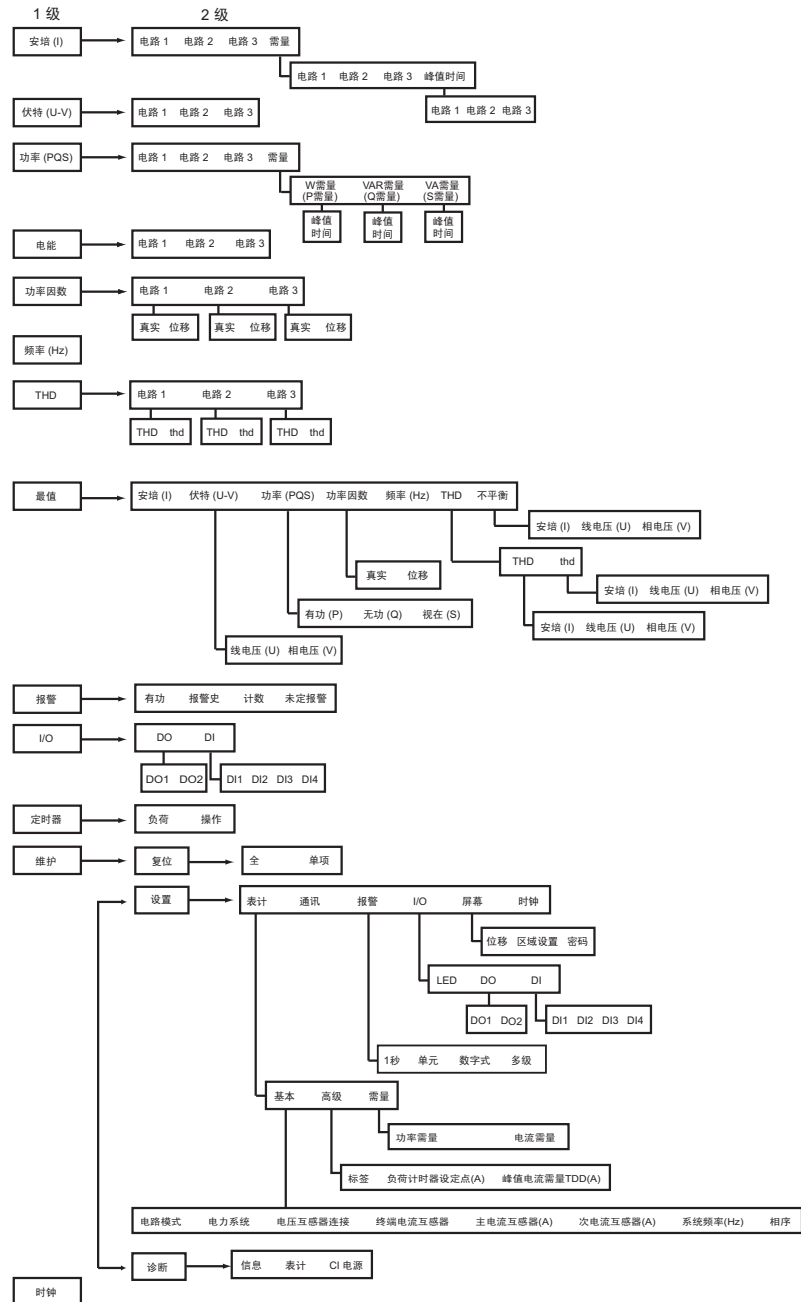 1 级 2 级
安培 (I) 电路 1 电路 2 电路 3 需量
电路 1 电路 2 电路 3 峰值时间
伏特 (U-V) 电路 1 电路 2 电路 3 电路 1 电路 2 电路 3
功率 (PQS) 电路 1 电路 2 电路 3 需量
W需量 VAR需量 VA需量
(P需量) (Q需量) (S需量)
峰值 峰值 峰值
时间 时间 时间
电能 电路 1 电路 2 电路 3
功率因数 电路 1 电路 2 电路 3
真实 位移 真实 位移 真实 位移
频率 (Hz)
THD 电路 1 电路 2 电路 3
THD thd THD thd THD thd
最值 安培 (I) 伏特 (U-V) 功率 (PQS) 功率因数 频率 (Hz) THD 不平衡
安培 (I) 线电压 (U) 相电压 (V)
THD thd
真实 位移
安培 (I) 线电压 (U) 相电压 (V)
有功 (P) 无功 (Q) 视在 (S)
安培 (I) 线电压 (U) 相电压 (V)
线电压 (U) 相电压 (V)
报警 有功 报警史 计数 未定报警
I/O DO DI
DO1 DO2 DI1 DI2 DI3 DI4
定时器 负荷 操作
维护 复位 全 单项
设置 表计 通讯 报警 I/O 屏幕 时钟
位移 区域设置 密码
LED DO DI
DO1 DO2 DI1 DI2 DI3 DI4
1秒 单元 数字式 多级
基本 高级 需量
功率需量 电流需量
标签 负荷计时器设定点(A) 峰值电流需量TDD(A)
电路模式 电力系统 电压互感器连接 终端电流互感器 主电流互感器(A) 次电流互感器(A) 系统频率(Hz) 相序
诊断 信息 表计 CI 电源
时钟